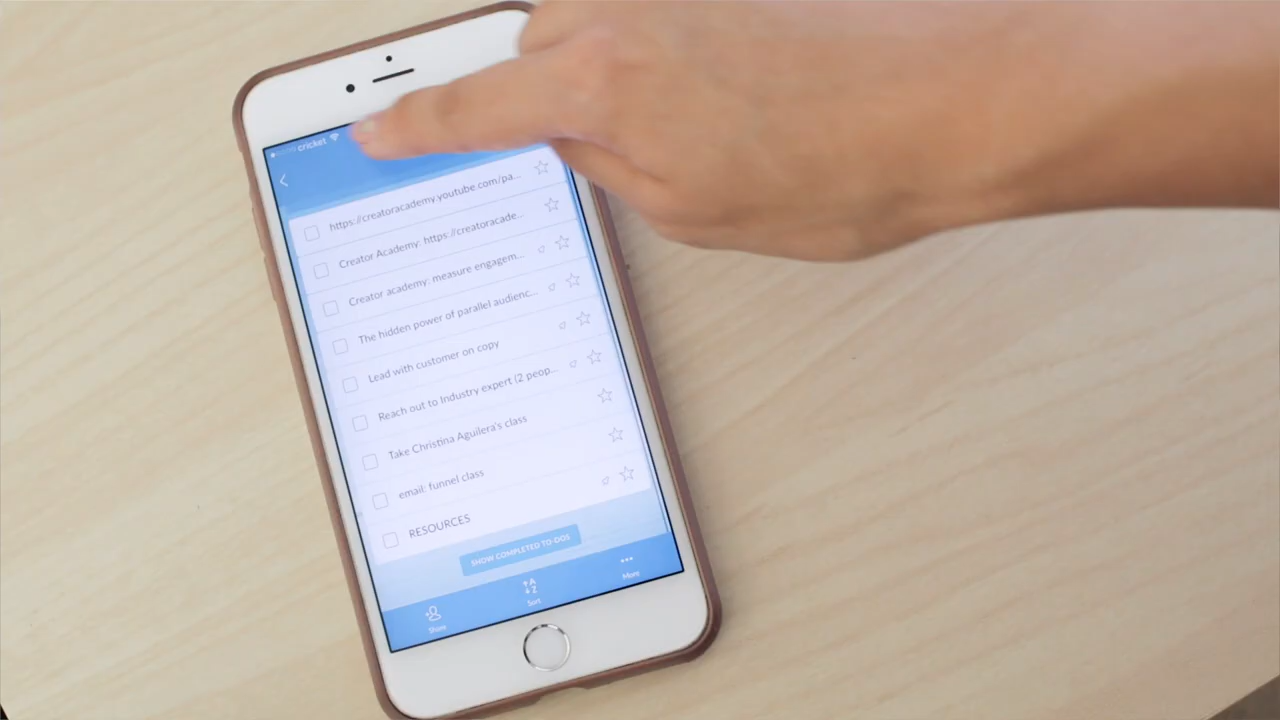 cricket
https://creatoracademy.youtube.com/pa...
Creator Academy: https://creatoracade...
Creator academy: measure engagem...
The hidden power of parallel audienc...
Lead with customer on copy
Reach out to Industry expert (2 peop...
Take Christina Aguilera's class
email: funnel class
RESOURCES
SHOW COMPLETED TO-DOS
Share
Sort
More